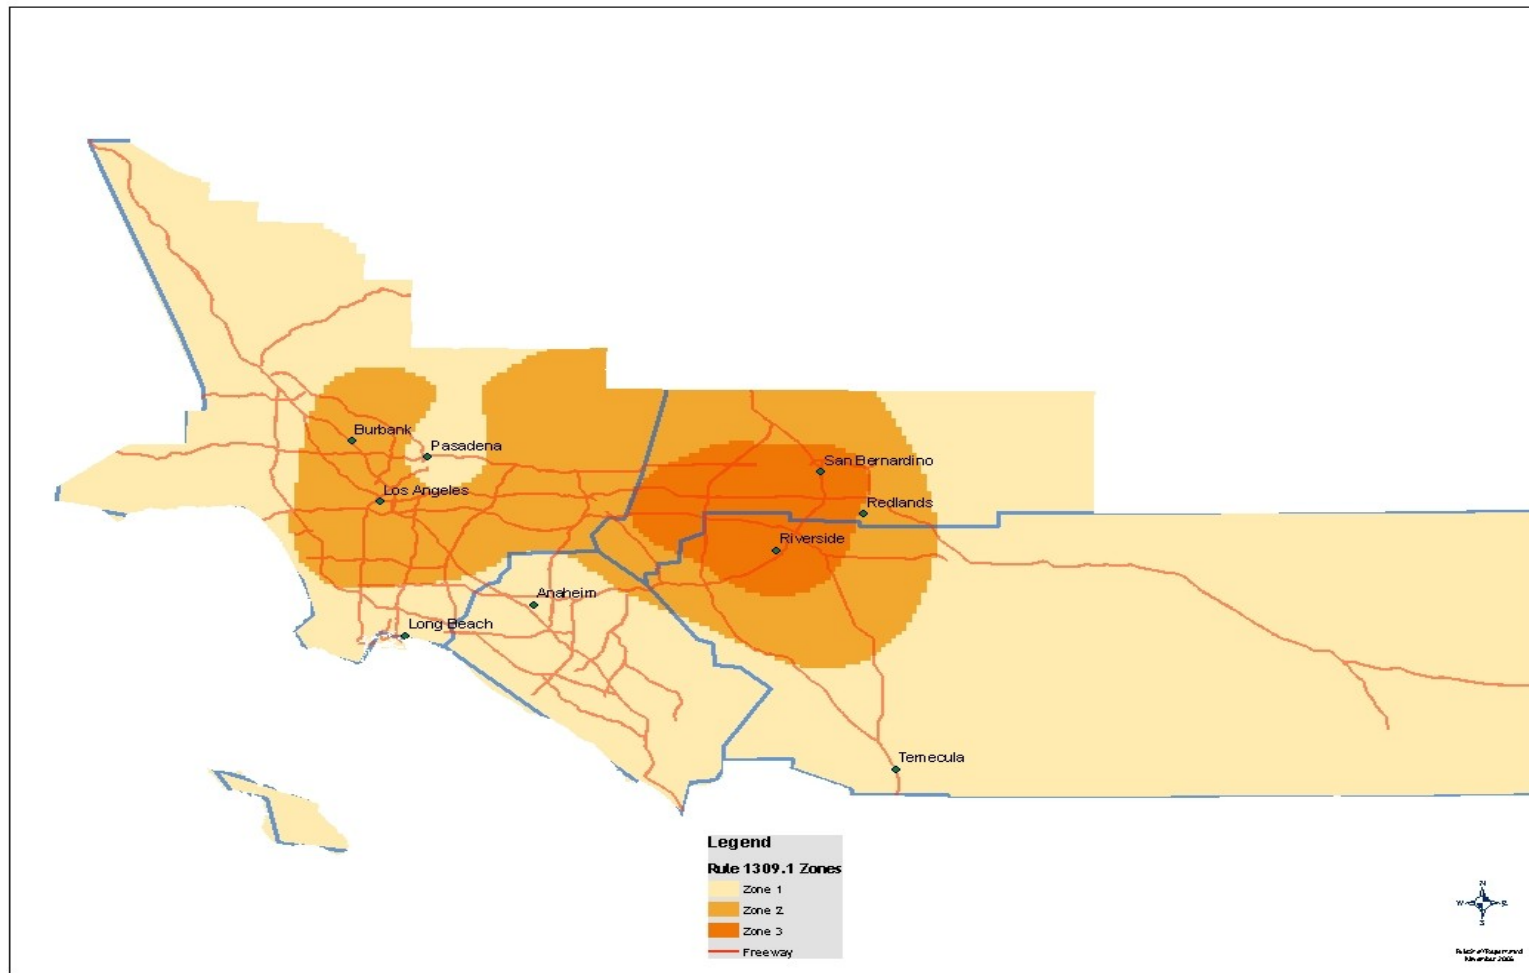 Burbank
Pasadena
San Bernardino
Los Angeles
Redlands
Riverside
Anaheim
Long Beach
Temecula
Legend
Rule 1309.1 Zones
Zone 1
Zone 2
Zone 3
Freeway
N
W
S